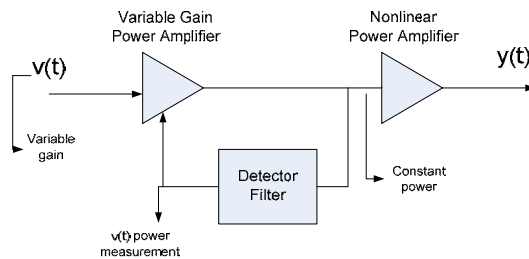 Variable Gain
Power Amplifier
Nonlinear
Power Amplifier
v(t)
y(t)
Variable
gain
Detector
Filter
Constant
power
v(t) power
measurement